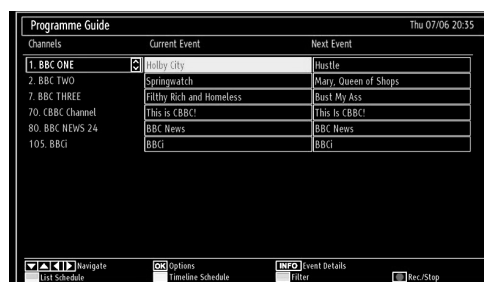 Programme Guide Thu 07/06 20:35
Channels Current Event Next Event
1. BBC ONE Holby City Hustle
2. BBC TWO Springwatch Mary, Queen of Shops
7. BBC THREE Filthy Rich and Homeless Bust My Ass
70. CBBC Channel This is CBBC! This Is CBBC!
80. BBC NEWS 24 BBC News BBC News
105. BBCi BBCi BBCi
Navigate OK Options INFO Event Details
List Schedule Timeline Schedule Filter Rec./Stop